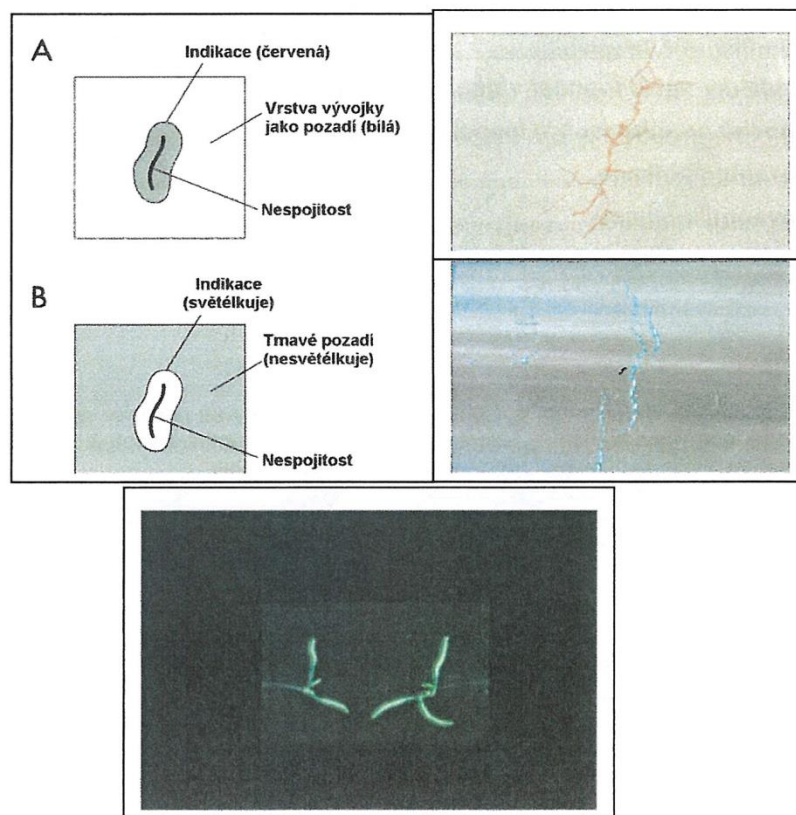 A
Indikace (červená)
Vrstva vývojky
jako pozadí (bílá)
Nespojitost
B
Indikace
(světélkuje)
Tmavé pozadí
(nesvětélkuje)
Nespojitost